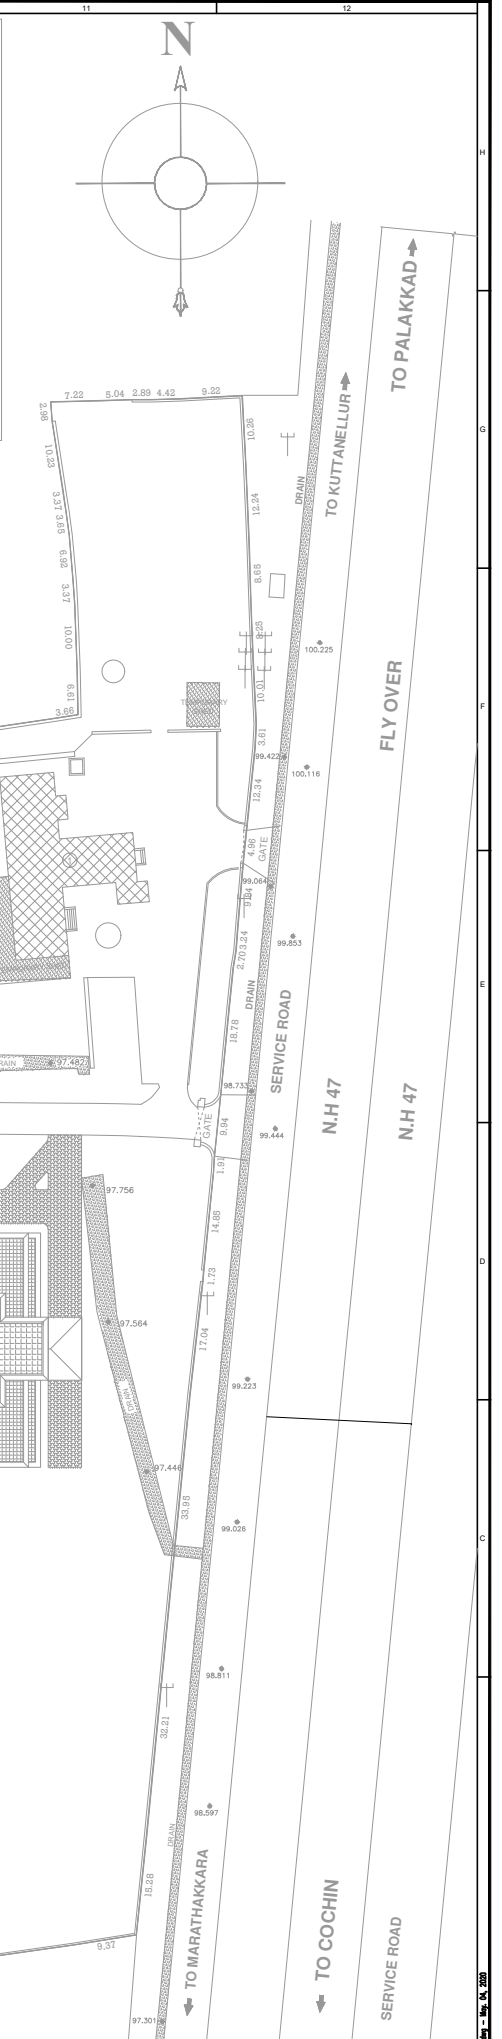 11
12
N
H
TO PALAKKAD
TO KUTTANELLUR
7.22
5.04
2.89
4.42
9.22
2.98
10.26
G
10.23
DRAIN
12.24
3.37
3.65
6.92
8.65
3.37
10.00
8.25
100.225
FLY OVER
6.61
10.01
3.66
F
3.61
99.422
100.116
12.34
4.96
GATE
99.064
99.853
3.24
2.70
E
DRAIN
SERVICE ROAD
18.78
97.482
98.733
N.H 47
N.H 47
GATE
9.94
99.444
1.91
97.756
14.88
D
1.73
97.564
17.04
99.223
DRAIN
97.446
33.95
99.026
C
98.811
32.21
98.597
DRAIN
TO MARATHAKKARA
15.28
TO COCHIN
SERVICE ROAD
9.37
97.301
May. 04, 2020